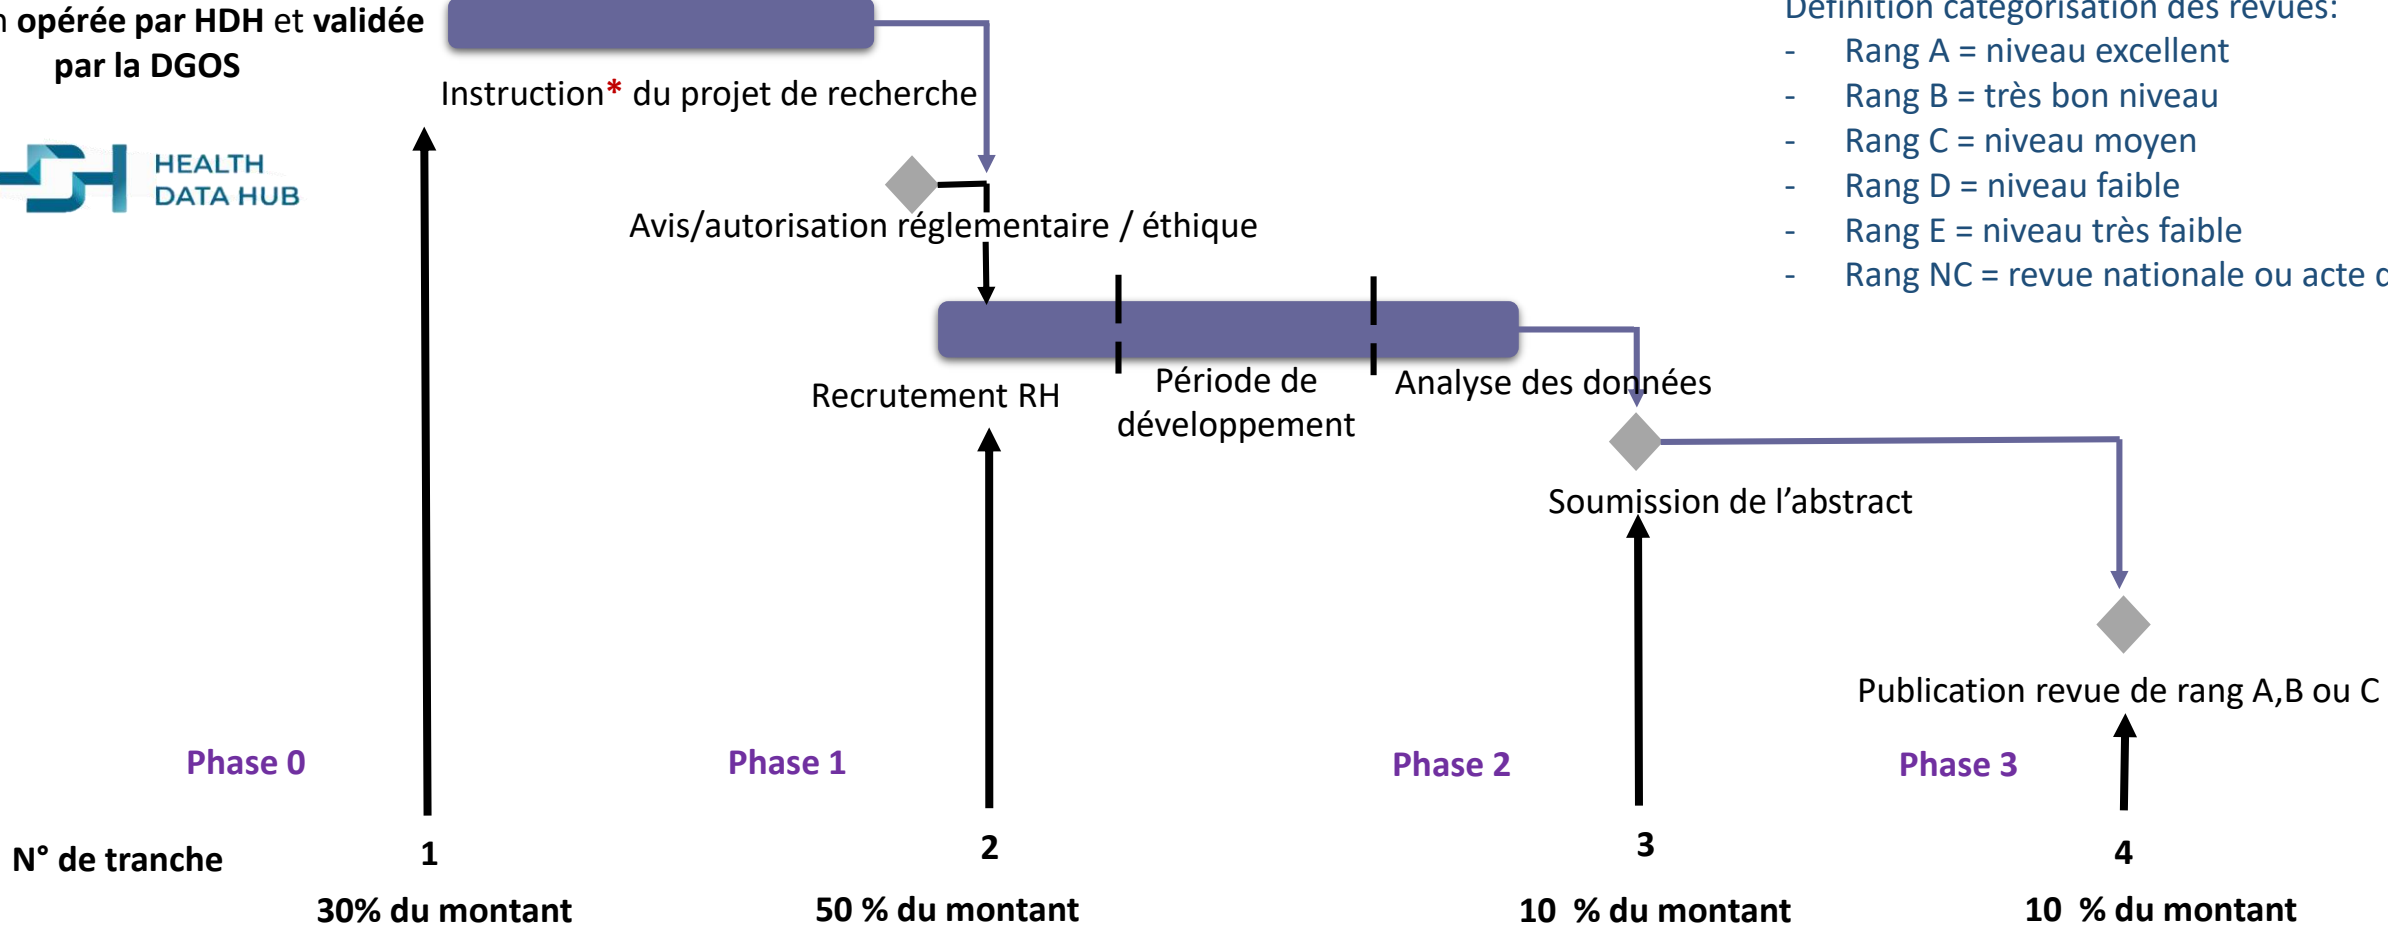 opérée par HDH et validée
par la DGOS
HEALTH
DATA HUB
Instruction* du projet de recherche
Avis/autorisation réglementaire / éthique
Définition catégorisation des revues:
- Rang A = niveau excellent
- Rang B = très bon niveau
- Rang C = niveau moyen
- Rang D = niveau faible
- Rang E = niveau très faible
- Rang NC = revue nationale ou acte
Recrutement RH
Période de
développement
Analyse des données
Soumission de l’abstract
Publication revue de rang A,B ou C
Phase 0
Phase 1
Phase 2
Phase 3
N° de tranche
1
2
3
4
30% du montant
50 % du montant
10 % du montant
10 % du montant